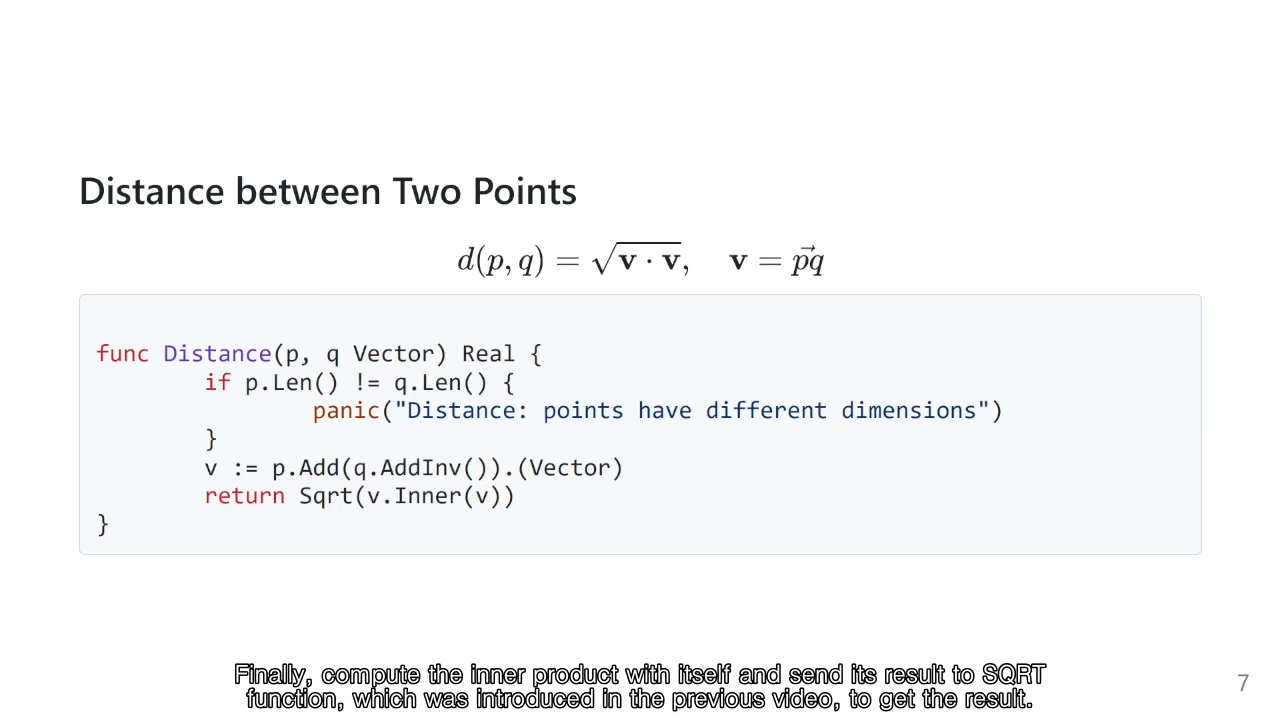 Distance between Two Points
d(p, q) = √v · v, v = p⃗q
func Distance(p, q Vector) Real {
if p.Len() != q.Len() {
panic("Distance: points have different dimensions")
}
v := p.Add(q.AddInv()).(Vector)
return Sqrt(v.Inner(v))
}
Finally, compute the inner product with itself and send its result to SQRT
function, which was introduced in the previous video, to get the result.
7